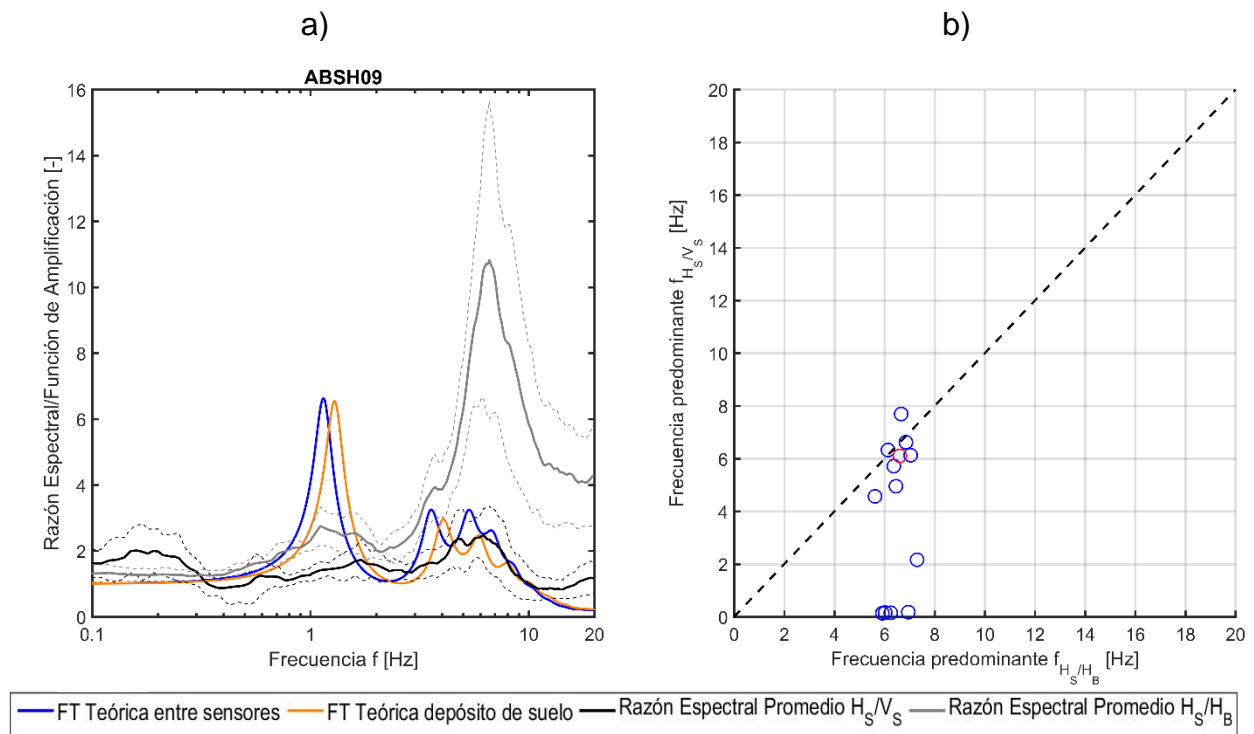 a)
b)
ABSH09
Razón Espectral/Función de Amplificación [-]
16
14
12
10
8
6
4
2
0
0.1
1
10
20
Frecuencia f [Hz]
Frecuencia predominante f_{H_S/V_S} [Hz]
20
18
16
14
12
10
8
6
4
2
0
0 2 4 6 8 10 12 14 16 18 20
Frecuencia predominante f_{H_S/H_B} [Hz]
FT Teórica entre sensores
FT Teórica depósito de suelo
Razón Espectral Promedio H_S/V_S
Razón Espectral Promedio H_S/H_B